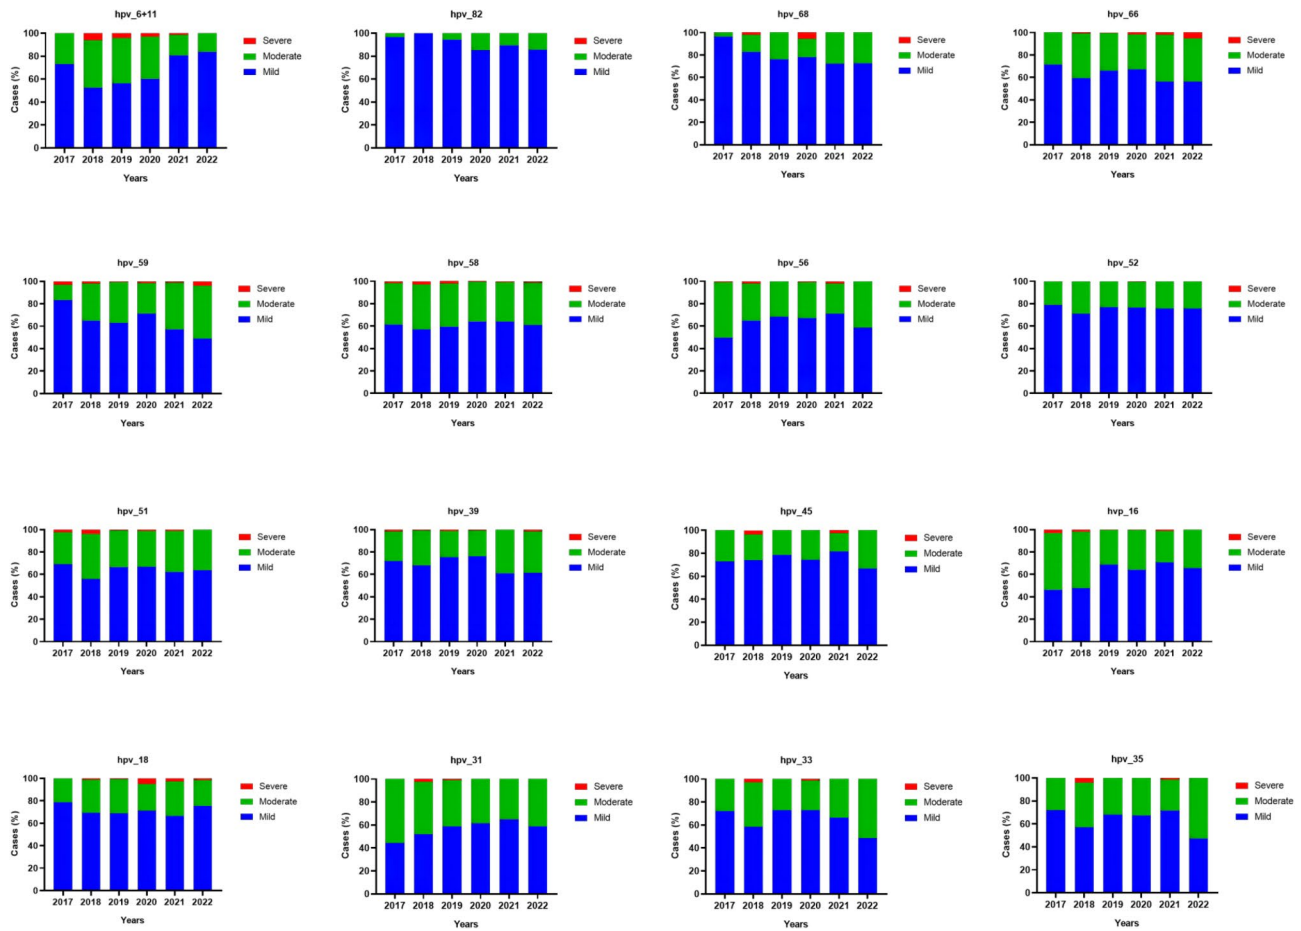 hpv_6+11
Cases (%)
100
80
60
40
20
0
2017 2018 2019 2020 2021 2022
Years
Severe
Moderate
Mild
hpv_82
Cases (%)
100
80
60
40
20
0
2017 2018 2019 2020 2021 2022
Years
Severe
Moderate
Mild
hpv_68
Cases (%)
100
80
60
40
20
0
2017 2018 2019 2020 2021 2022
Years
Severe
Moderate
Mild
hpv_66
Cases (%)
100
80
60
40
20
0
2017 2018 2019 2020 2021 2022
Years
Severe
Moderate
Mild
hpv_59
Cases (%)
100
80
60
40
20
0
2017 2018 2019 2020 2021 2022
Years
Severe
Moderate
Mild
hpv_58
Cases (%)
100
80
60
40
20
0
2017 2018 2019 2020 2021 2022
Years
Severe
Moderate
Mild
hpv_56
Cases (%)
100
80
60
40
20
0
2017 2018 2019 2020 2021 2022
Years
Severe
Moderate
Mild
hpv_52
Cases (%)
100
80
60
40
20
0
2017 2018 2019 2020 2021 2022
Years
Severe
Moderate
Mild
hpv_51
Cases (%)
100
80
60
40
20
0
2017 2018 2019 2020 2021 2022
Years
Severe
Moderate
Mild
hpv_39
Cases (%)
100
80
60
40
20
0
2017 2018 2019 2020 2021 2022
Years
Severe
Moderate
Mild
hpv_45
Cases (%)
100
80
60
40
20
0
2017 2018 2019 2020 2021 2022
Years
Severe
Moderate
Mild
hvp_16
Cases (%)
100
80
60
40
20
0
2017 2018 2019 2020 2021 2022
Years
Severe
Moderate
Mild
hpv_18
Cases (%)
100
80
60
40
20
0
2017 2018 2019 2020 2021 2022
Years
Severe
Moderate
Mild
hpv_31
Cases (%)
100
80
60
40
20
0
2017 2018 2019 2020 2021 2022
Years
Severe
Moderate
Mild
hpv_33
Cases (%)
100
80
60
40
20
0
2017 2018 2019 2020 2021 2022
Years
Severe
Moderate
Mild
hpv_35
Cases (%)
100
80
60
40
20
0
2017 2018 2019 2020 2021 2022
Years
Severe
Moderate
Mild